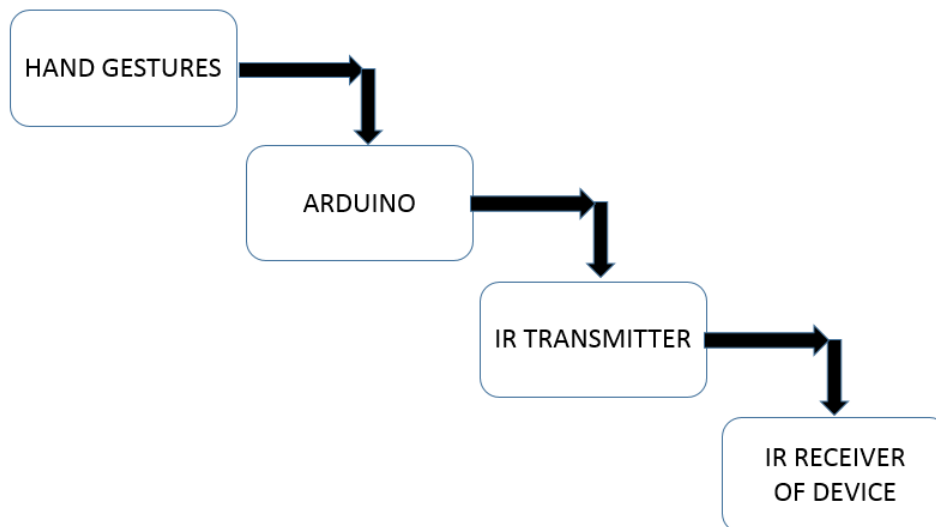 HAND GESTURES
ARDUINO
IR TRANSMITTER
IR RECEIVER
OF DEVICE